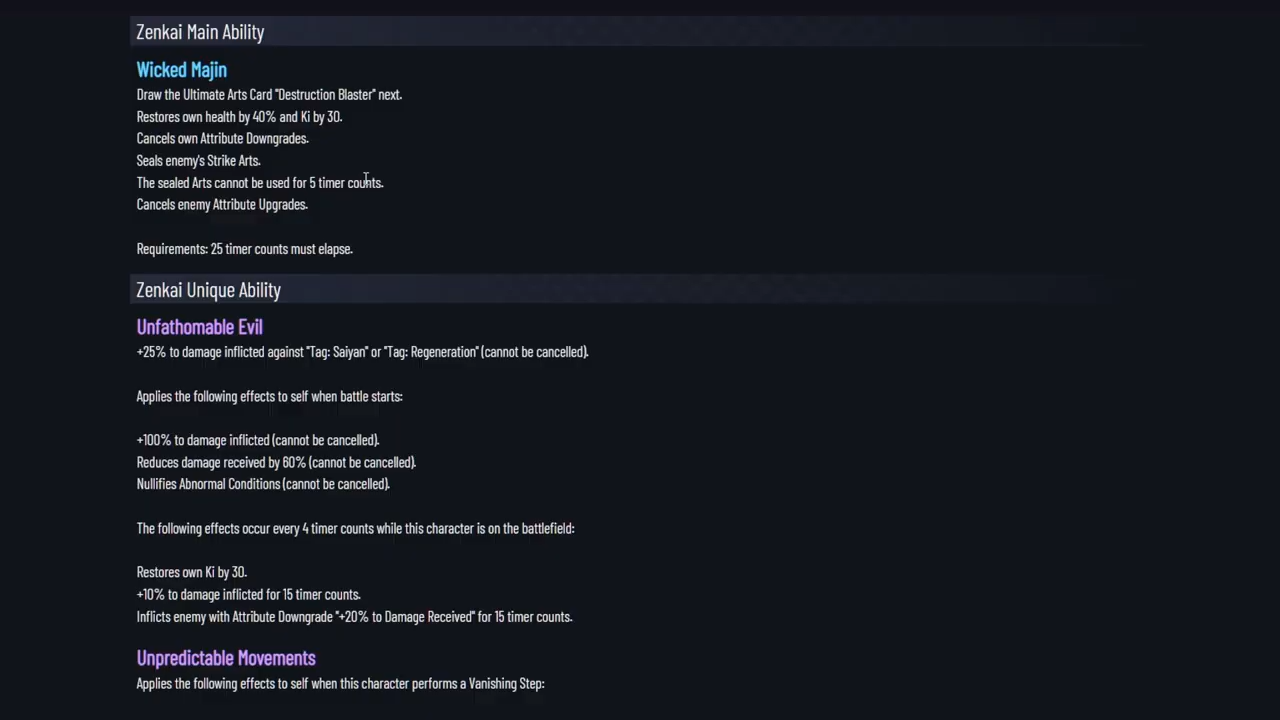 Zenkai Main Ability
Wicked Majin
Draw the Ultimate Arts Card "Destruction Blaster" next.
Restores own health by 40% and Ki by 30.
Cancels own Attribute Downgrades.
Seals enemy's Strike Arts.
The sealed Arts cannot be used for 5 timer counts.
Cancels enemy Attribute Upgrades.
Requirements: 25 timer counts must elapse.
Zenkai Unique Ability
Unfathomable Evil
+25% to damage inflicted against "Tag: Saiyan" or "Tag: Regeneration" (cannot be cancelled).
Applies the following effects to self when battle starts:
+100% to damage inflicted (cannot be cancelled).
Reduces damage received by 60% (cannot be cancelled).
Nullifies Abnormal Conditions (cannot be cancelled).
The following effects occur every 4 timer counts while this character is on the battlefield:
Restores own Ki by 30.
+10% to damage inflicted for 15 timer counts.
Inflicts enemy with Attribute Downgrade "+20% to Damage Received" for 15 timer counts.
Unpredictable Movements
Applies the following effects to self when this character performs a Vanishing Step: